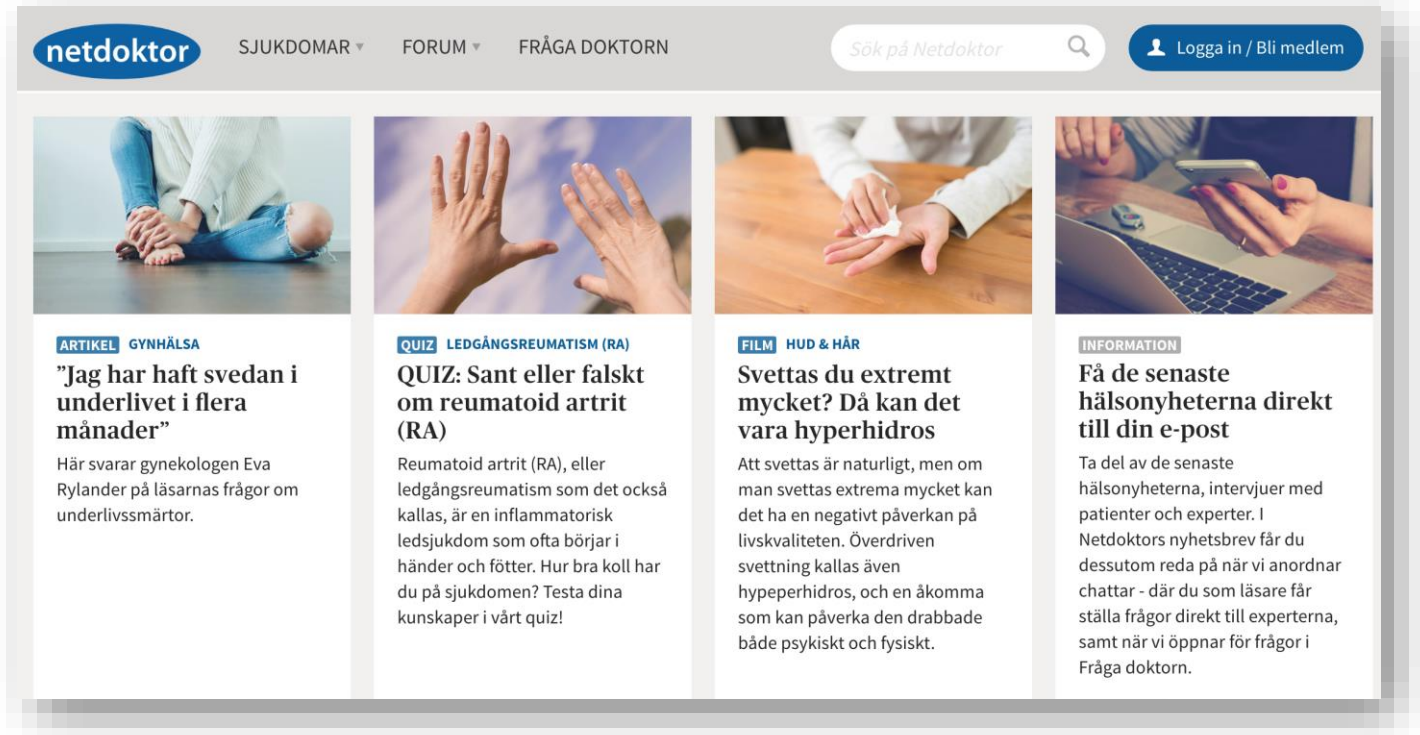 netdoktor
SJUKDOMAR
FORUM
FRÅGA DOKTORN
Sök på Netdoktor
Logga in / Bli medlem
ARTIKEL GYNHÄLSA
”Jag har haft svedan i
underlivet i flera
månader”
Här svarar gynekologen Eva
Rylander på läsarnas frågor om
underlivssmärtor.
QUIZ LEDGÅNGSREUMATISM (RA)
QUIZ: Sant eller falskt
om reumatoid artrit
(RA)
Reumatoid artrit (RA), eller
ledgångsreumatism som det också
kallas, är en inflammatorisk
ledsjukdom som ofta börjar i
händer och fötter. Hur bra koll har
du på sjukdomen? Testa dina
kunskaper i vårt quiz!
FILM HUD & HÅR
Svettas du extremt
mycket? Då kan det
vara hyperhidros
Att svettas är naturligt, men om
man svettas extrema mycket kan
det ha en negativt påverkan på
livskvaliteten. Överdriven
svettning kallas även
hypeperhidros, och en åkomma
som kan påverka den drabbade
både psykiskt och fysiskt.
INFORMATION
Få de senaste
hälsonyheterna direkt
till din e-post
Ta del av de senaste
hälsonyheterna, intervjuer med
patienter och experter. I
Netdoktors nyhetsbrev får du
dessutom reda på när vi anordnar
chattar - där du som läsare får
ställa frågor direkt till experterna,
samt när vi öppnar för frågor i
Fråga doktorn.